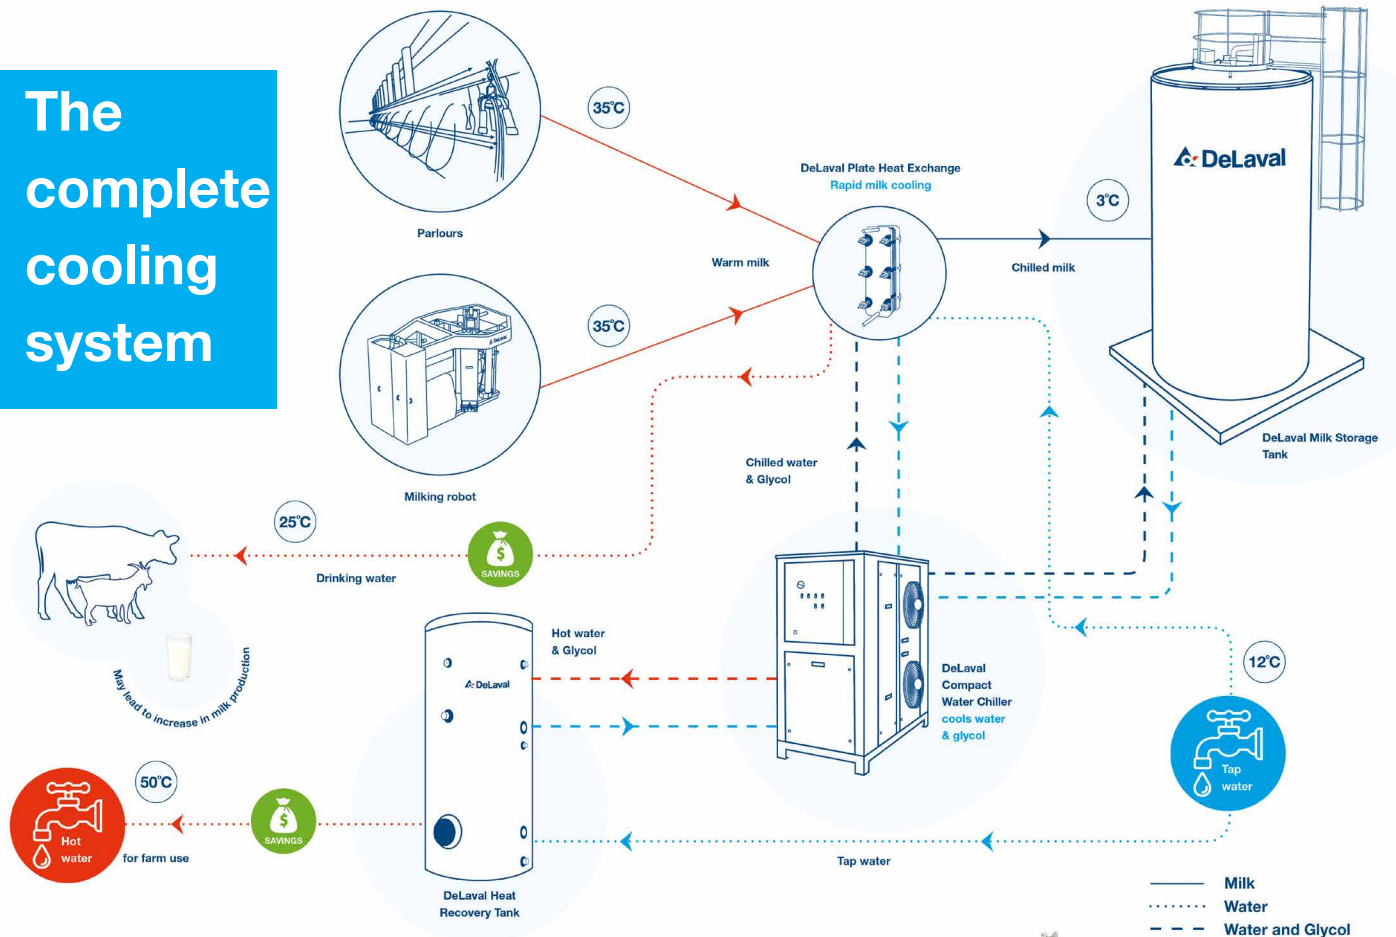 The
complete
cooling
system
35°C
Parlours
35°C
Milking robot
Warm milk
DeLaval Plate Heat Exchange
Rapid milk cooling
3°C
Chilled milk
DeLaval
DeLaval Milk Storage
Tank
DeLaval
Chilled water
& Glycol
25°C
SAVINGS
Drinking water
May lead to increase in milk production
Hot water
& Glycol
DeLaval
DeLaval
Compact
Water Chiller
cools water
& glycol
12°C
Tap
water
50°C
Hot
water
for farm use
SAVINGS
DeLaval Heat
Recovery Tank
Tap water
Milk
Water
Water and Glycol